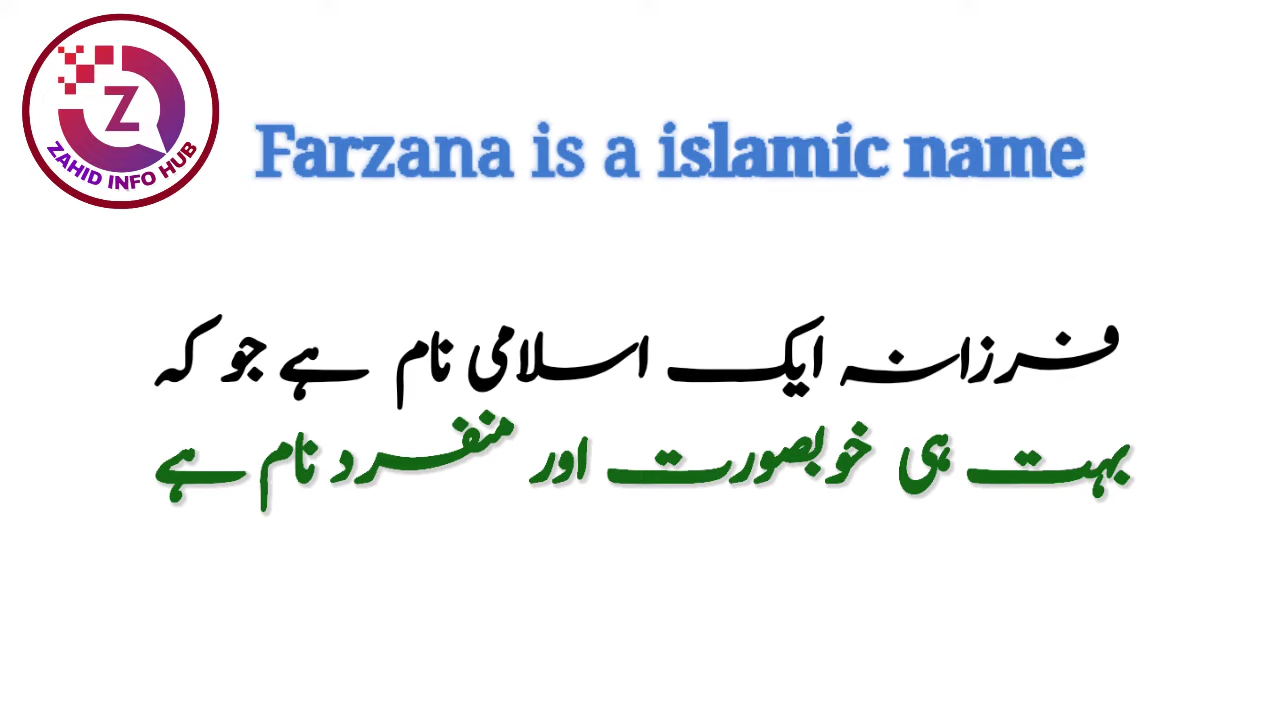 Z
ZAHID INFO HUB
Farzana is a islamic name
فرزانہ ایک اسلامی نام ہے جو کہ
بہت ہی خوبصورت اور منفرد نام ہے